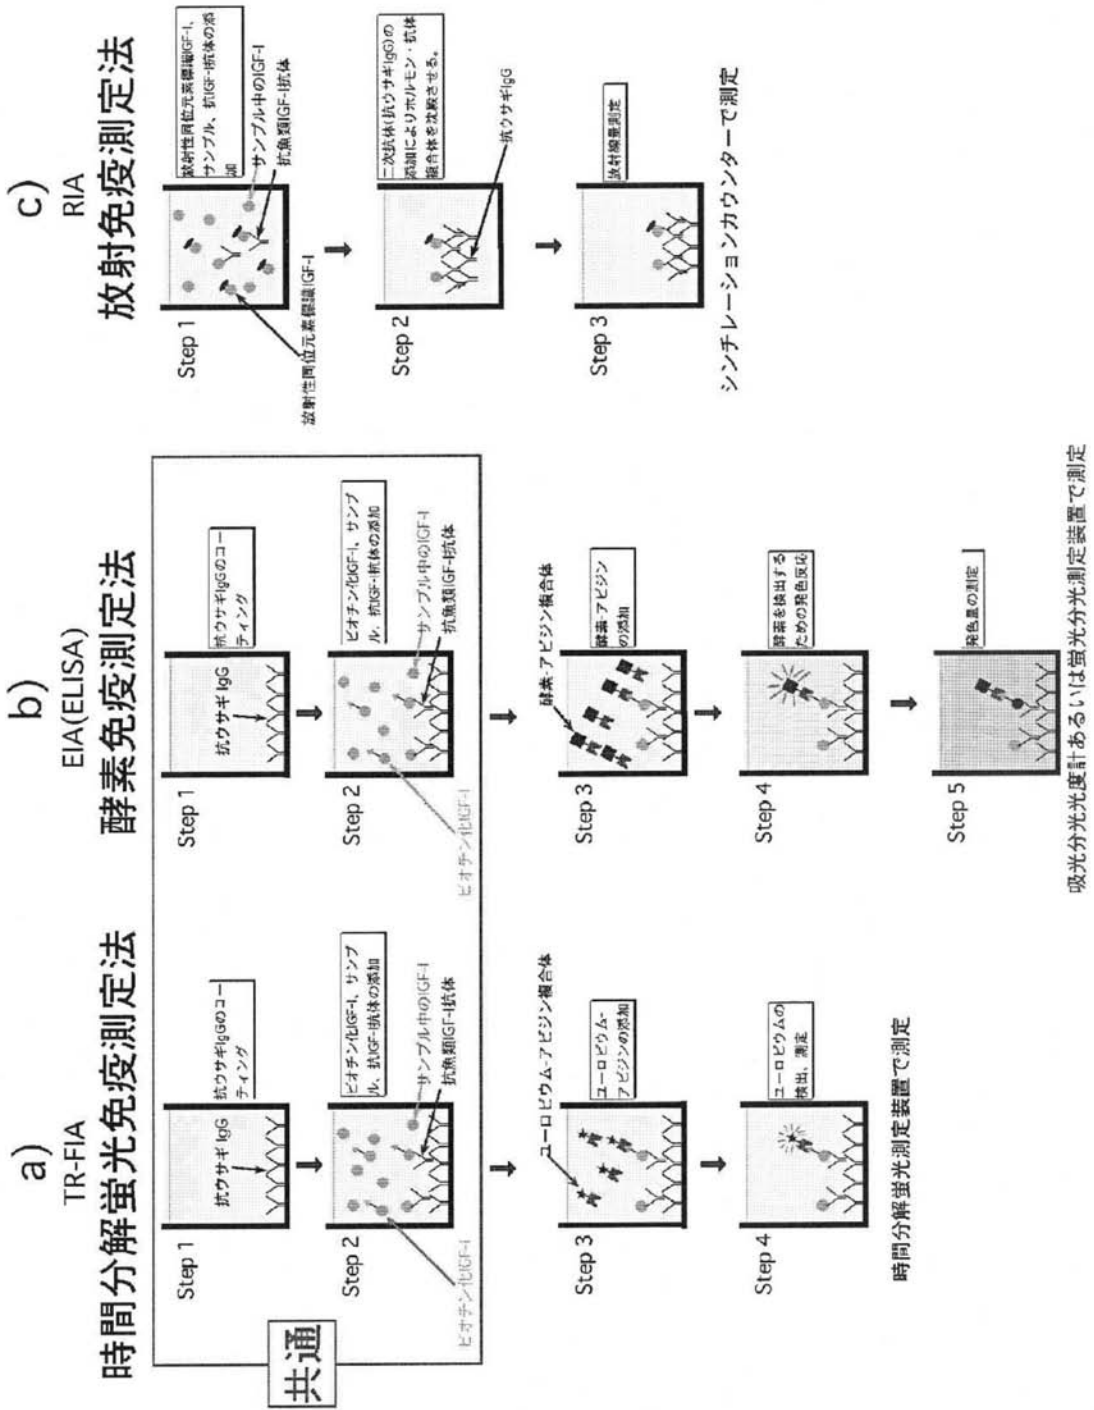 a)
TR-FIA
時間分解蛍光免疫測定法
共通
Step 1
抗ウサギ IgG
抗ウサギIgGのコー
ティング
Step 2
ビオチン化IGF-I、サンプ
ル、抗IGF-I抗体の添加
サンプル中のIGF-I
抗魚類IGF-I抗体
ビオチン化IGF-I
Step 3
ユーロピウム-アビジン複合体
ユーロピウム-
アビジンの添加
Step 4
ユーロピウムの
検出、測定
時間分解蛍光測定装置で測定
b)
EIA(ELISA)
酵素免疫測定法
Step 1
抗ウサギ IgG
抗ウサギIgGのコー
ティング
Step 2
ビオチン化IGF-I、サンプ
ル、抗IGF-I抗体の添加
サンプル中のIGF-I
抗魚類IGF-I抗体
ビオチン化IGF-I
Step 3
酵素-アビジン複合体
酵素-アビジン
の添加
Step 4
酵素を検出する
ための発色反応
Step 5
発色量の測定
吸光分光光度計あるいは蛍光分光測定装置で測定
c)
RIA
放射免疫測定法
Step 1
放射性同位元素標識IGF-I、
サンプル、抗IGF-I抗体の添
加
サンプル中のIGF-I
抗魚類IGF-I抗体
放射性同位元素標識IGF-I
Step 2
二次抗体(抗ウサギIgG)の
添加によりホルモン・抗体
複合体を沈殿させる。
抗ウサギIgG
Step 3
放射線量測定
シンチレーションカウンターで測定